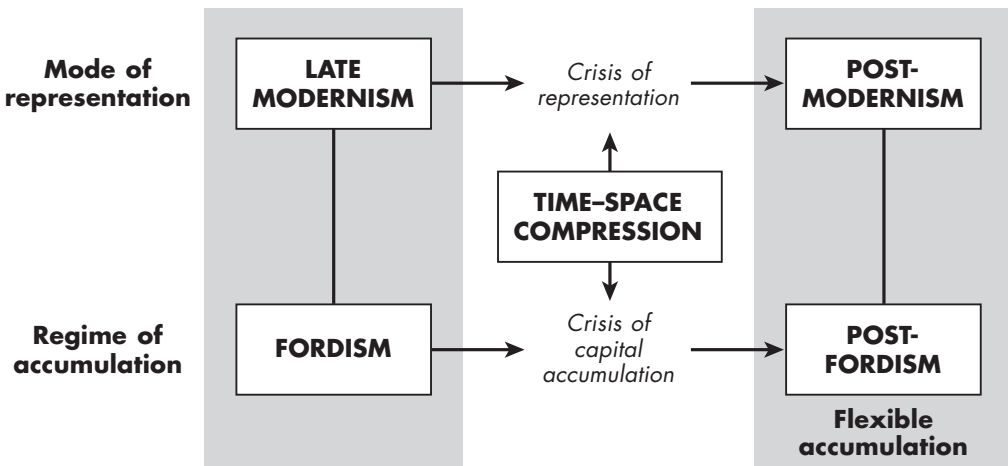 Mode of
representation
LATE
MODERNISM
Crisis of
representation
POST-
MODERNISM
TIME–SPACE
COMPRESSION
Regime of
accumulation
FORDISM
Crisis of
capital
accumulation
POST-
FORDISM
Flexible
accumulation